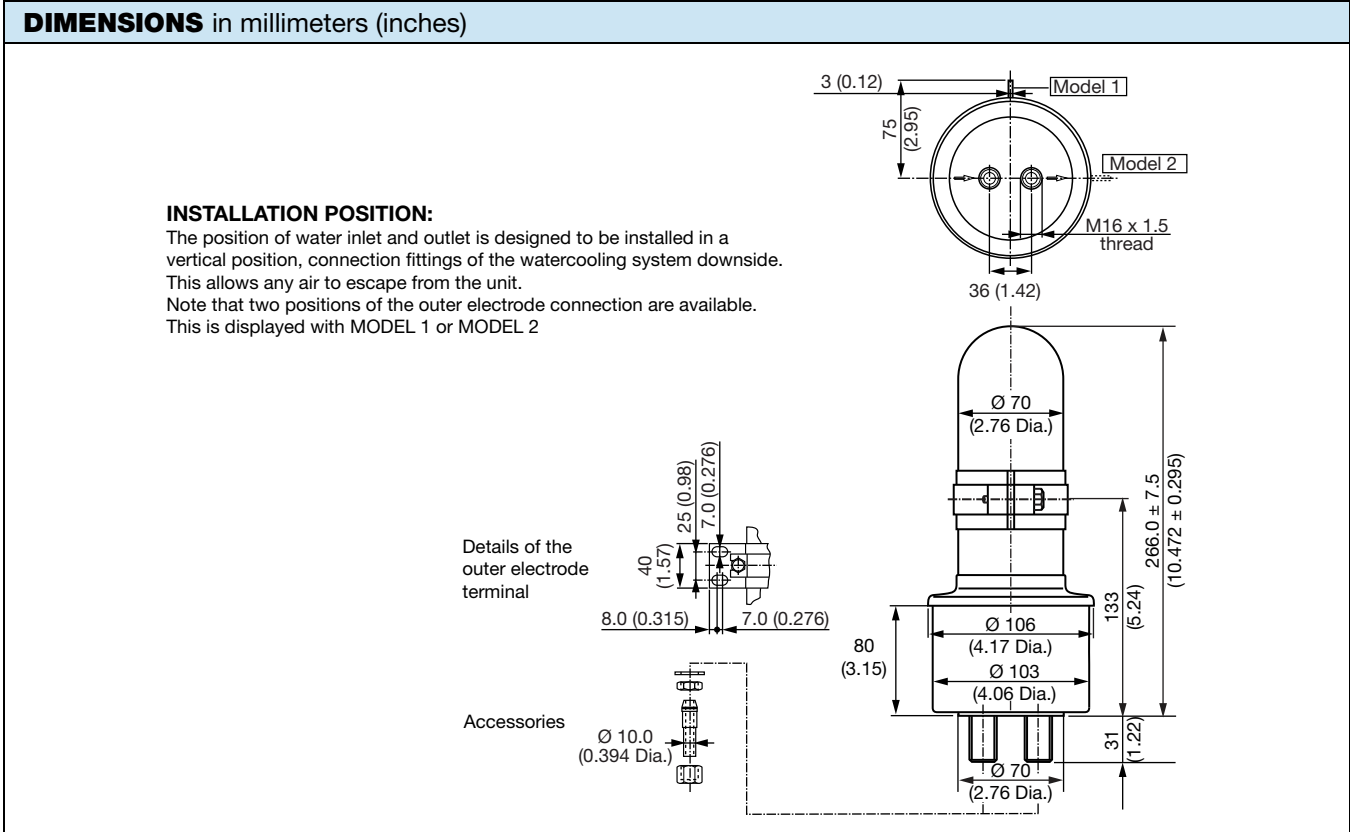 DIMENSIONS in millimeters (inches)
3 (0.12)
Model 1
75
(2.95)
Model 2
M16 x 1.5
thread
36 (1.42)
INSTALLATION POSITION:
The position of water inlet and outlet is designed to be installed in a
vertical position, connection fittings of the watercooling system downside.
This allows any air to escape from the unit.
Note that two positions of the outer electrode connection are available.
This is displayed with MODEL 1 or MODEL 2
Ø 70
(2.76 Dia.)
266.0 ± 7.5
(10.472 ± 0.295)
133
(5.24)
Details of the
outer electrode
terminal
40
(1.57)
25 (0.98)
7.0 (0.276)
8.0 (0.315)
7.0 (0.276)
80
(3.15)
Ø 106
(4.17 Dia.)
Ø 103
(4.06 Dia.)
31
(1.22)
Ø 70
(2.76 Dia.)
Accessories
Ø 10.0
(0.394 Dia.)